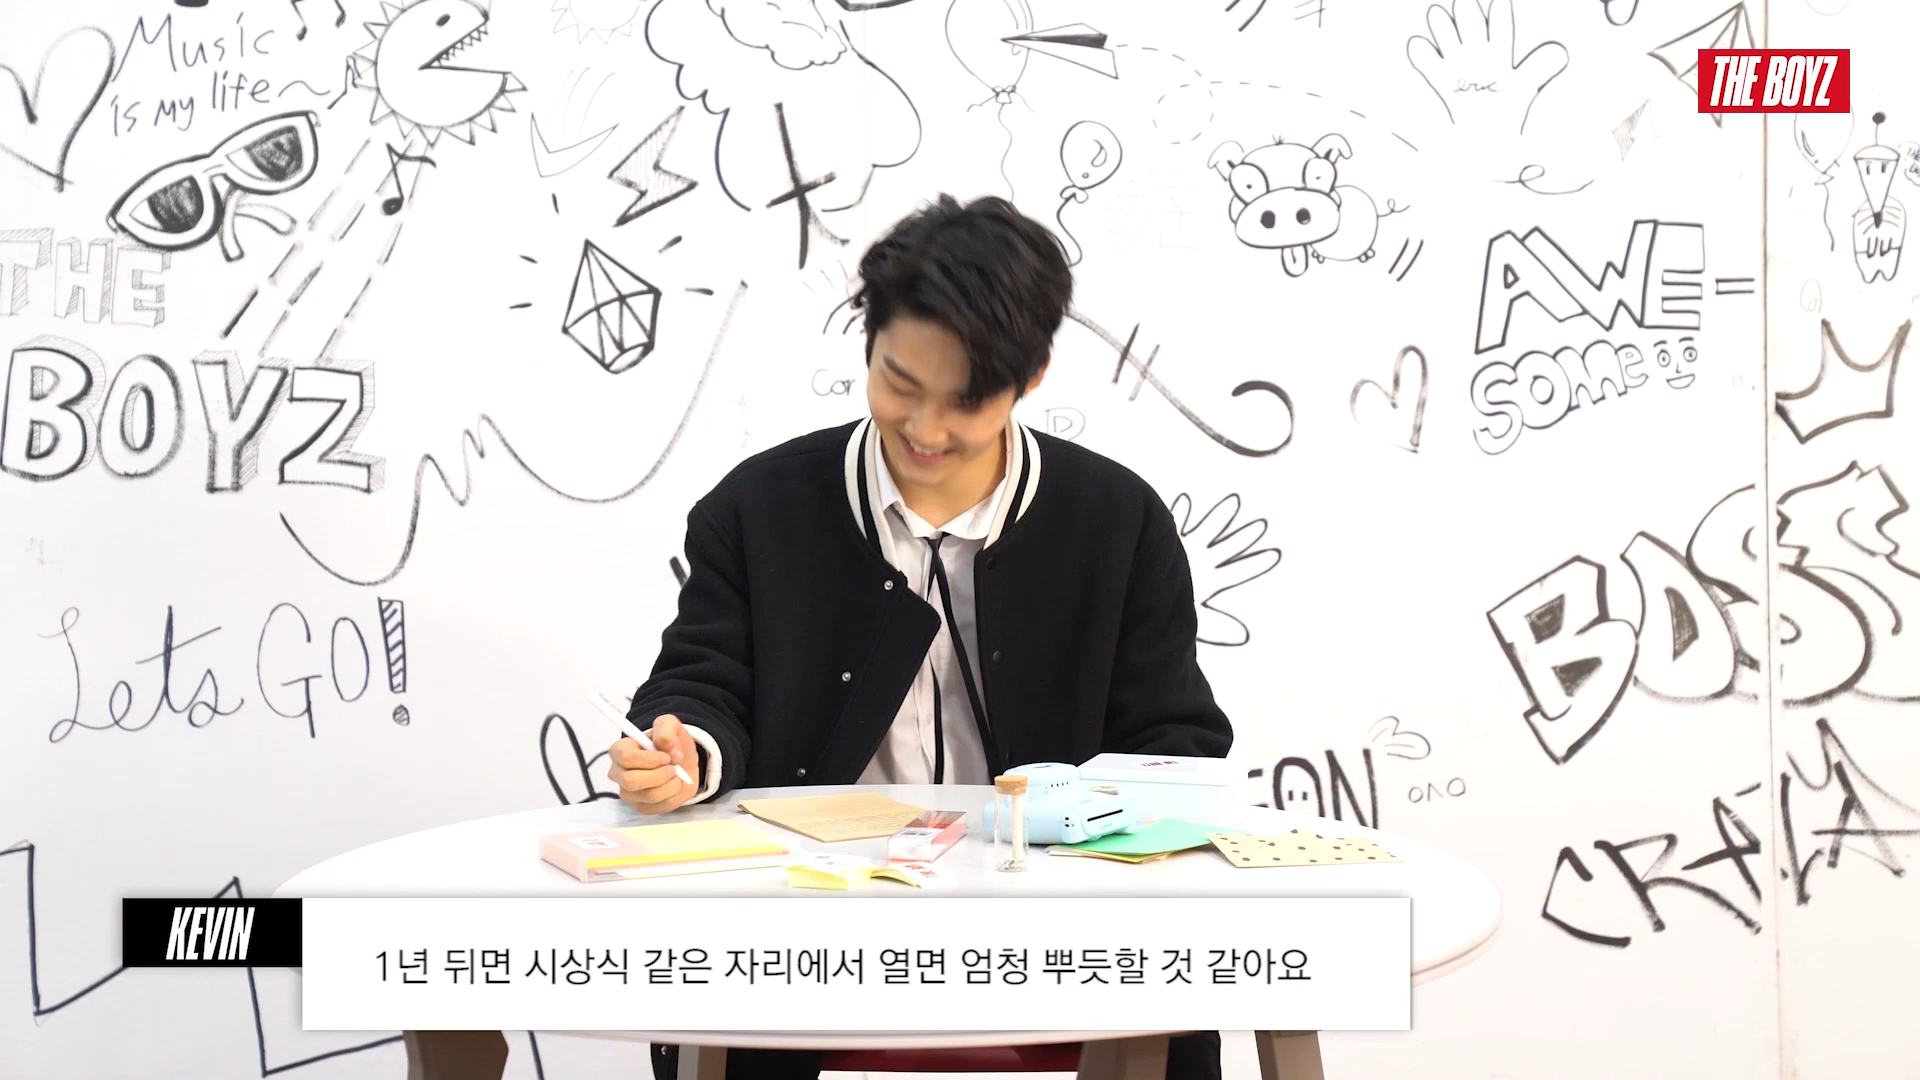 Music
is my life~
THE BOYZ
eric
THE
BOYZ
AWE=
SOME
Let's GO!
BOSS
CRAZY
KEVIN
1년 뒤면 시상식 같은 자리에서 열면 엄청 뿌듯할 것 같아요